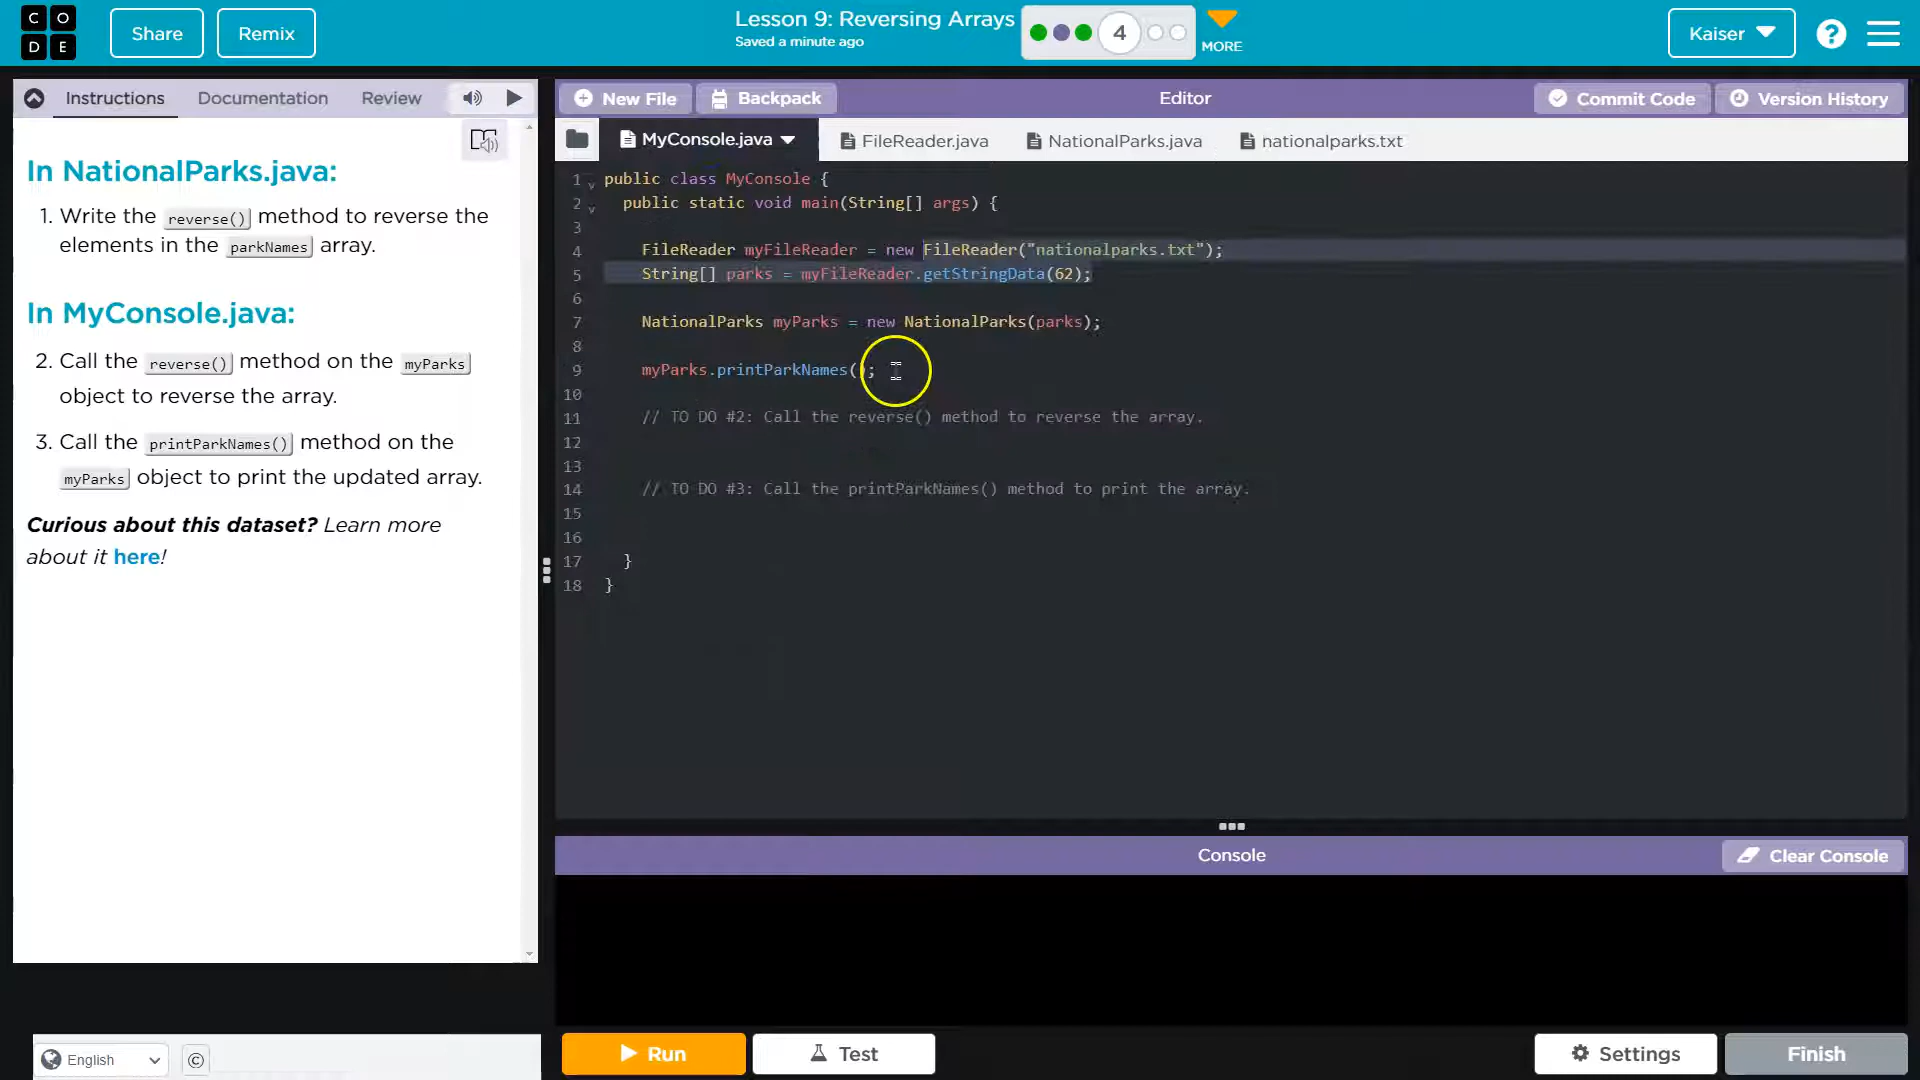 C O
D E
Share
Remix
Lesson 9: Reversing Arrays
Saved a minute ago
4
MORE
Kaiser
?
Instructions
Documentation
Review
New File
Backpack
Editor
Commit Code
Version History
MyConsole.java
FileReader.java
NationalParks.java
nationalparks.txt
In NationalParks.java:
1. Write the reverse() method to reverse the
elements in the parkNames array.
In MyConsole.java:
2. Call the reverse() method on the myParks
object to reverse the array.
3. Call the printParkNames() method on the
myParks object to print the updated array.
Curious about this dataset? Learn more
about it here!
1 public class MyConsole {
2 public static void main(String[] args) {
3
4 FileReader myFileReader = new FileReader("nationalparks.txt");
5 String[] parks = myFileReader.getStringData(62);
6
7 NationalParks myParks = new NationalParks(parks);
8
9 myParks.printParkNames();
10
11 // TO DO #2: Call the reverse() method to reverse the array.
12
13
14 // TO DO #3: Call the printParkNames() method to print the array.
15
16
17 }
18 }
Console
Clear Console
English
©
Run
Test
Settings
Finish